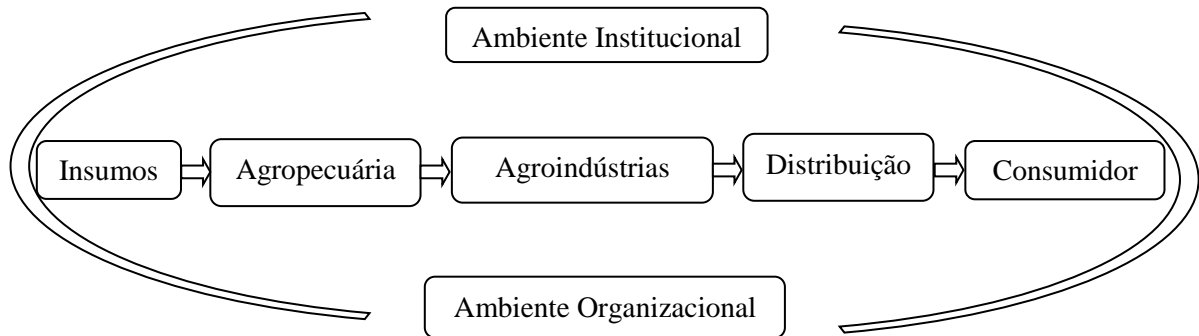 Ambiente Institucional
Insumos
Agropecuária
Agroindústrias
Distribuição
Consumidor
Ambiente Organizacional